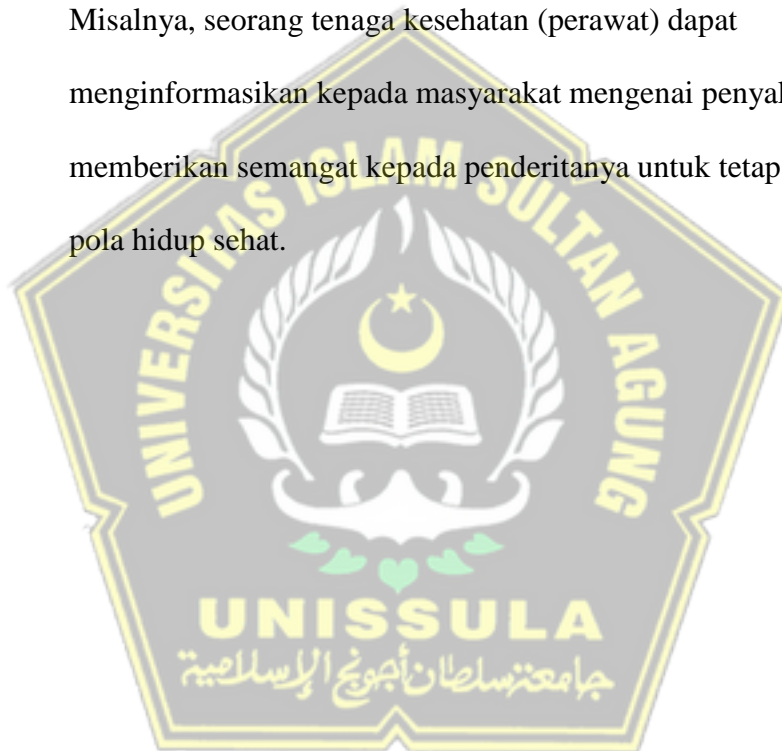 Misalnya, seorang tenaga kesehatan (perawat) dapat
menginformasikan kepada masyarakat mengenai
memberikan semangat kepada penderitanya untuk tetap
pola hidup sehat.
UNIVERSITAS ISLAM SULTAN AGUNG
UNISSULA
جامعة سلطان أجونج الإسلامية